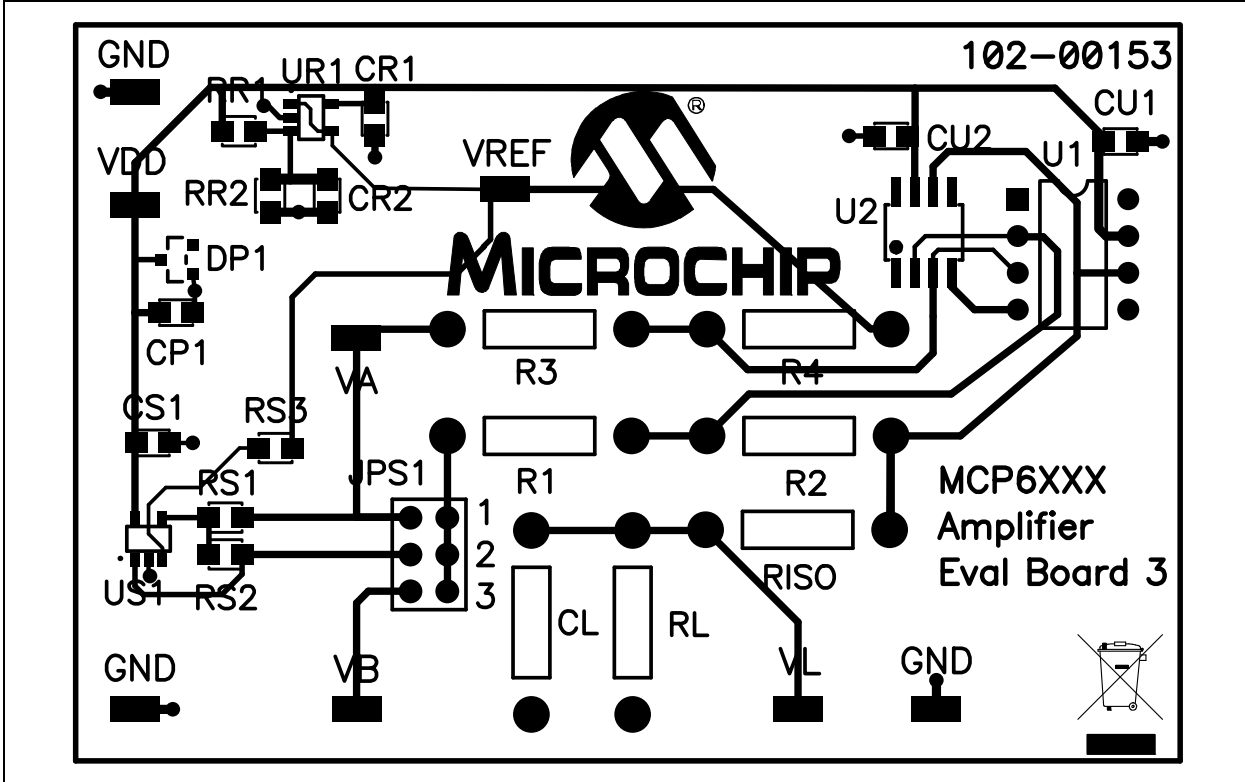 GND
102-00153
RR1
UR1
CR1
®
CU1
VDD
VREF
CU2
U1
RR2
CR2
U2
DP1
MICROCHIP
CP1
VA
R3
R4
CS1
RS3
RS1
JPS1
R1
R2
MCP6XXX
Amplifier
Eval Board 3
1
2
3
US1
RS2
RISO
CL
RL
GND
VB
VL
GND